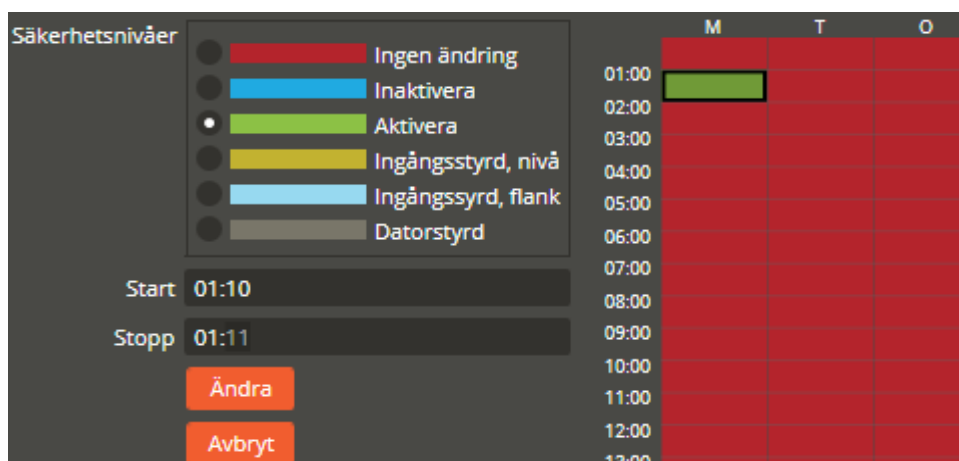 Säkerhetsnivåer
Ingen ändring
Inaktivera
Aktivera
Ingångsstyrd, nivå
Ingångssyrd, flank
Datorstyrd
Start 01:10
Stopp 01:11
Ändra
Avbryt
M T O
01:00
02:00
03:00
04:00
05:00
06:00
07:00
08:00
09:00
10:00
11:00
12:00
13:00